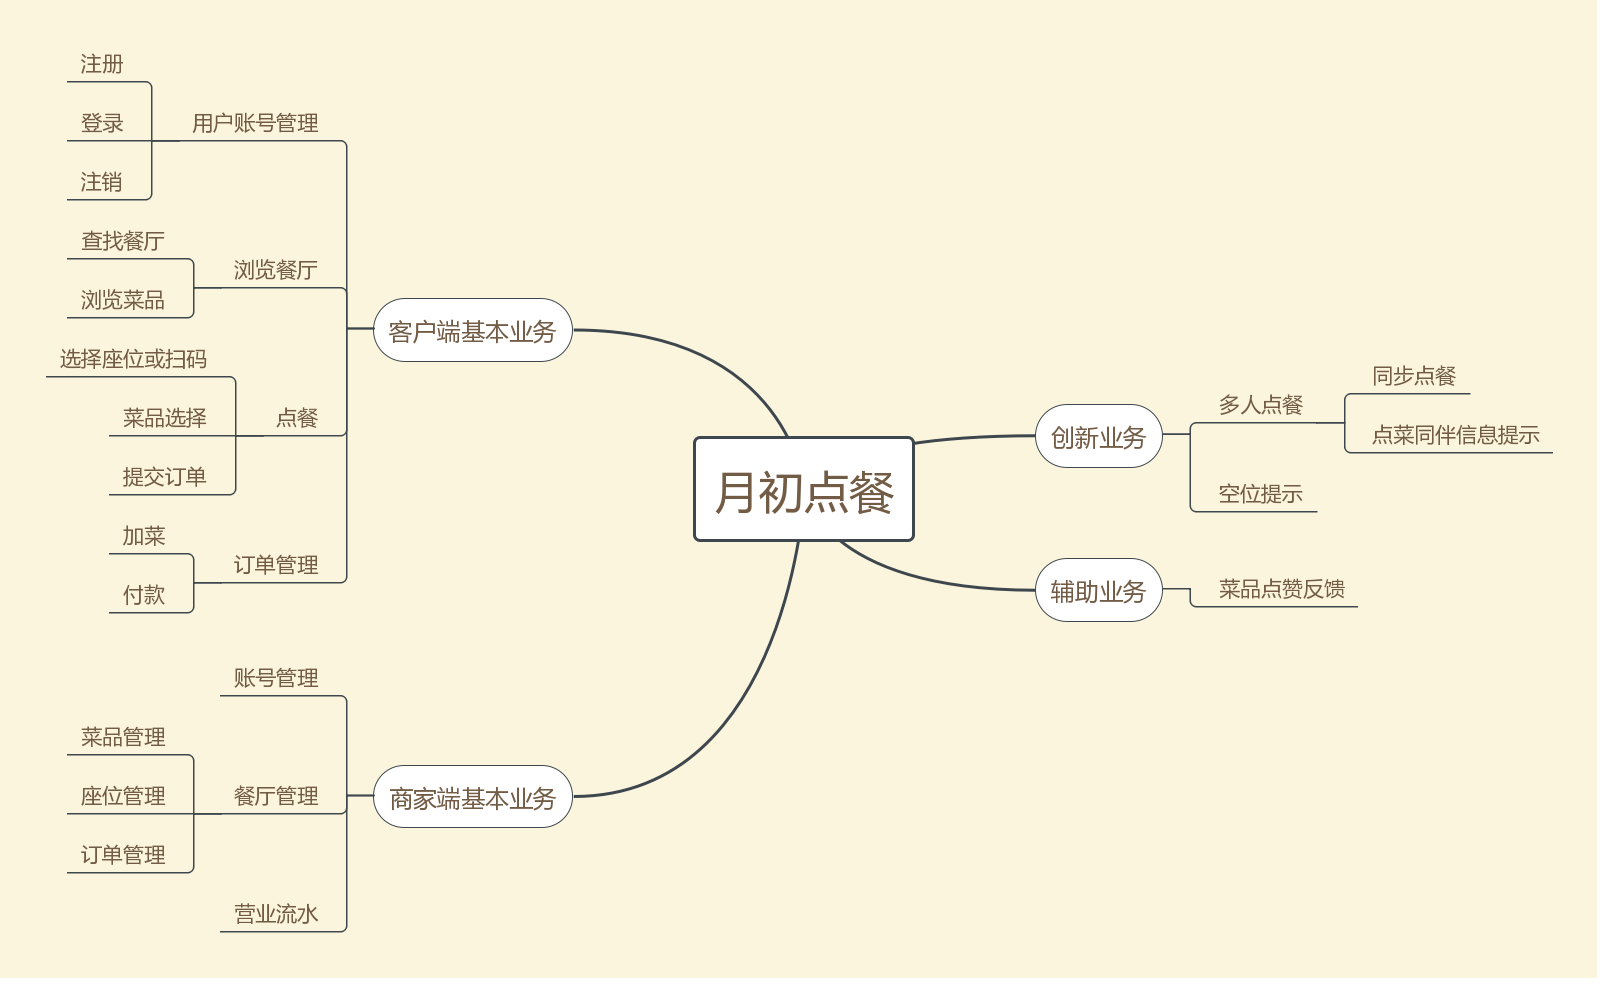 月初点餐
客户端基本业务
用户账号管理
注册
登录
注销
浏览餐厅
查找餐厅
浏览菜品
点餐
选择座位或扫码
菜品选择
提交订单
订单管理
加菜
付款
商家端基本业务
账号管理
餐厅管理
菜品管理
座位管理
订单管理
营业流水
创新业务
多人点餐
同步点餐
点菜同伴信息提示
空位提示
辅助业务
菜品点赞反馈